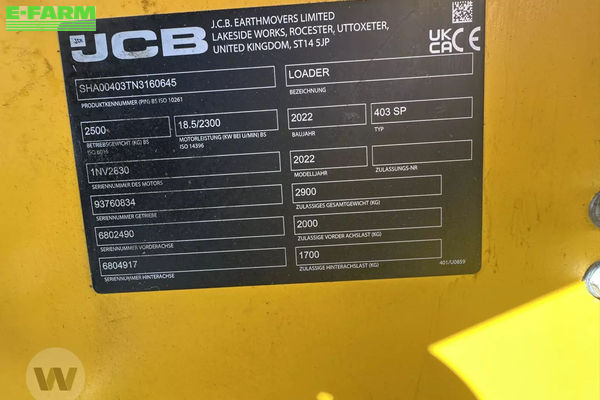 E-FARM
JCB
J.C.B. EARTHMOVERS LIMITED
LAKESIDE WORKS, ROCESTER, UTTOXETER,
UNITED KINGDOM, ST14 5JP
UK
CA CE
SHA00403TN3160645
PRODUKTKENNUMMER (PIN) BS ISO 10261
LOADER
BEZEICHNUNG
2500
BETRIEBSGEWICHT (KG) BS
ISO 6016
18.5/2300
MOTORLEISTUNG (KW BEI U/MIN) BS
ISO 14396
2022
BAUJAHR
403 SP
TYP
1NV2630
SERIENNUMMER DES MOTORS
2022
MODELLJAHR
ZULASSUNGS-NR
93760834
SERIENNUMMER GETRIEBE
2900
ZULÄSSIGES GESAMTGEWICHT (KG)
6802490
SERIENNUMMER VORDERACHSE
2000
ZULÄSSIGE VORDER ACHSLAST (KG)
6804917
SERIENNUMMER HINTERACHSE
1700
ZULÄSSIGE HINTERACHSLAST (KG)
401/U0859
W